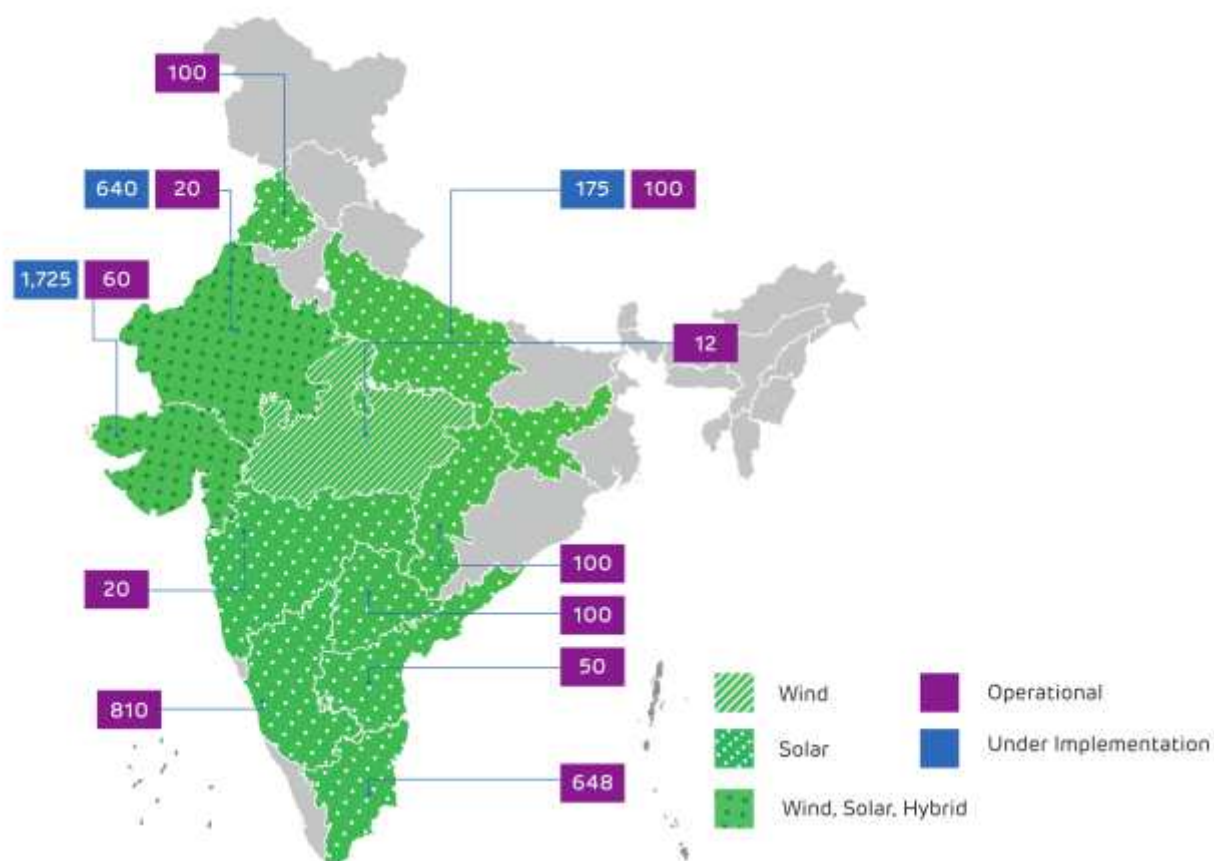 100
640 20
175 100
1,725 60
12
100
20
100
50
810
648
Wind
Operational
Solar
Under Implementation
Wind, Solar, Hybrid